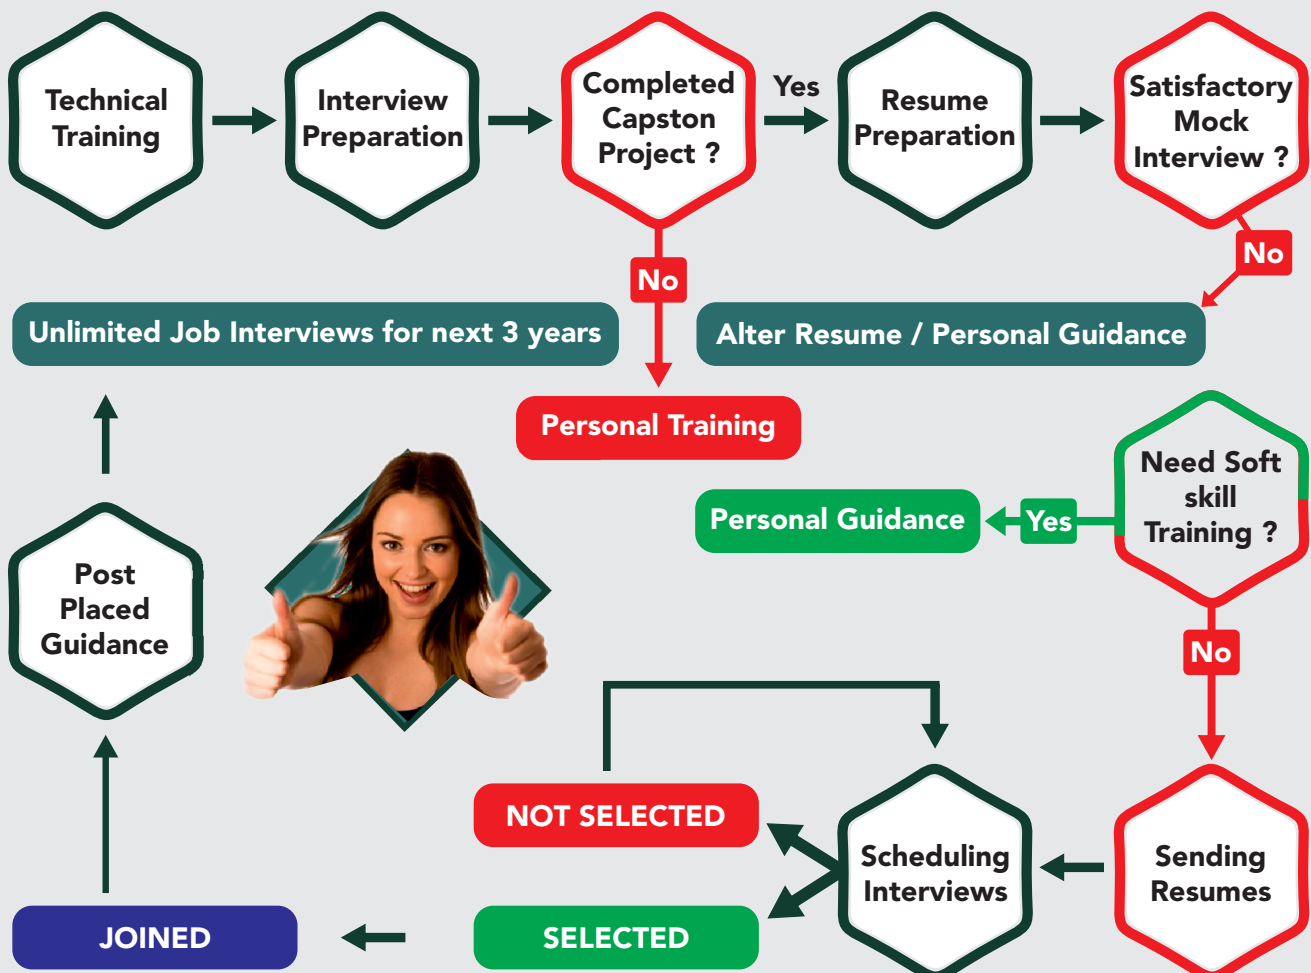 Technical
Training
Interview
Preparation
Completed
Capston
Project ?
Yes
Resume
Preparation
Satisfactory
Mock
Interview ?
No
No
Unlimited Job Interviews for next 3 years
Alter Resume / Personal Guidance
Personal Training
Need Soft
skill
Training ?
Yes
Personal Guidance
No
Post
Placed
Guidance
NOT SELECTED
Scheduling
Interviews
Sending
Resumes
JOINED
SELECTED